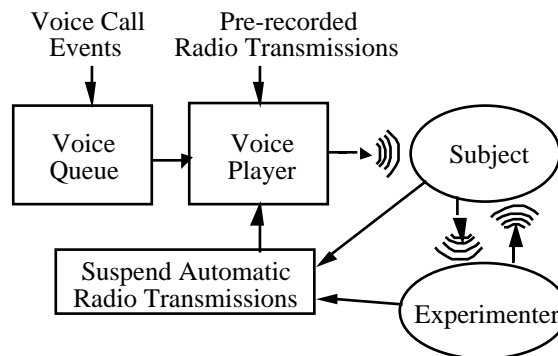 Voice Call
Events
Pre-recorded
Radio Transmissions
Voice
Queue
Voice
Player
Subject
Suspend Automatic
Radio Transmissions
Experimenter